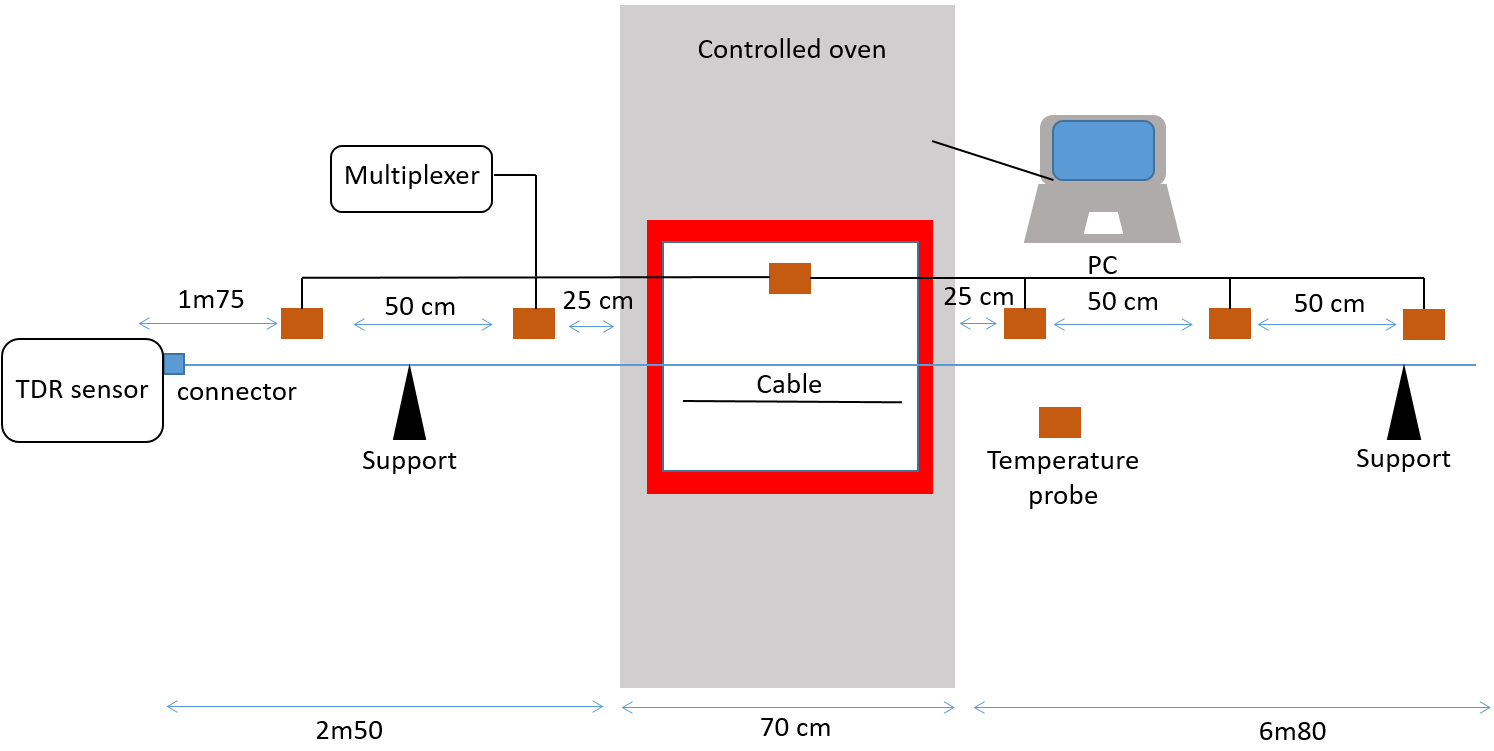 Controlled oven
Multiplexer
PC
1m75
50 cm
25 cm
25 cm
50 cm
50 cm
TDR sensor
connector
Cable
Support
Temperature
probe
Support
2m50
70 cm
6m80